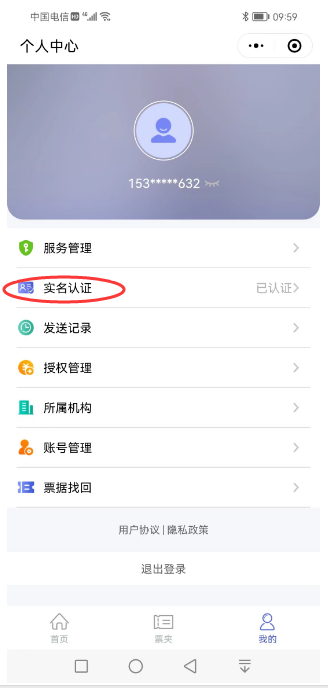 中国电信 HD 4G 09:59
个人中心
153*****632
服务管理
实名认证 已认证
发送记录
授权管理
所属机构
账号管理
票据找回
用户协议 | 隐私政策
退出登录
首页 票夹 我的